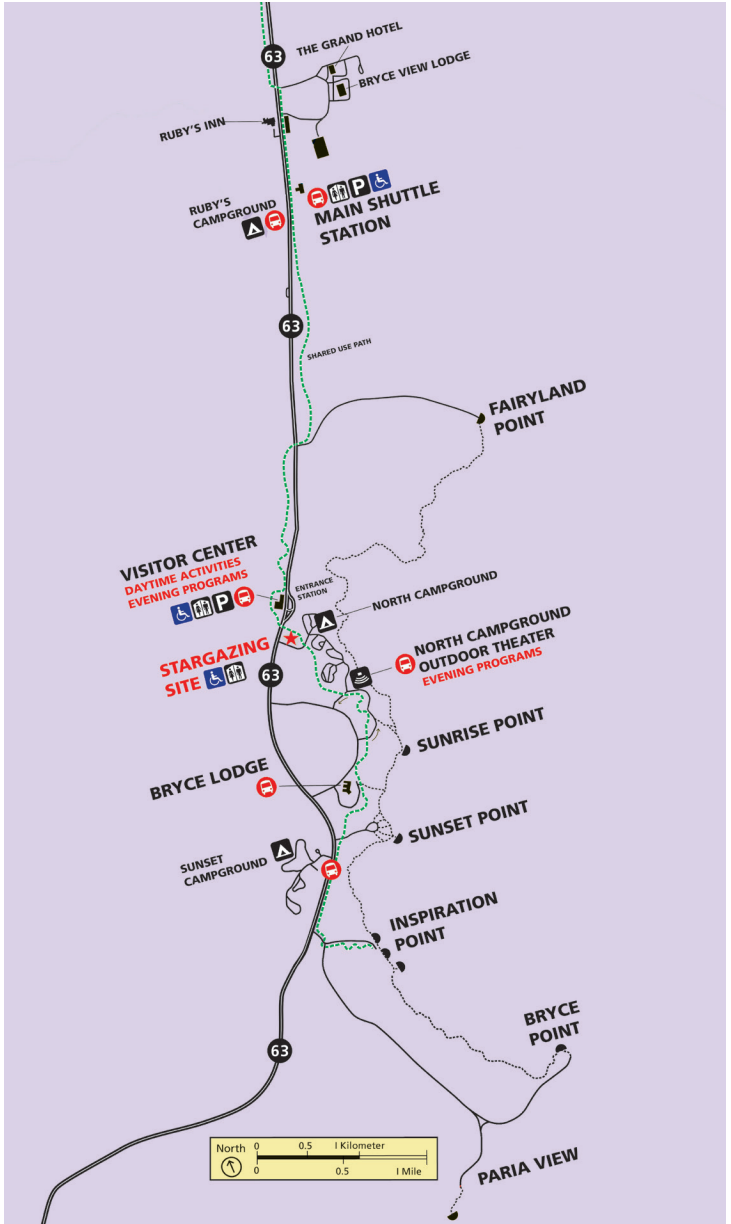 63
THE GRAND HOTEL
BRYCE VIEW LODGE
RUBY'S INN
P
MAIN SHUTTLE
STATION
RUBY'S
CAMPGROUND
63
SHARED USE PATH
FAIRYLAND
POINT
VISITOR CENTER
DAYTIME ACTIVITIES
EVENING PROGRAMS
P
ENTRANCE
STATION
NORTH CAMPGROUND
STARGAZING
SITE
63
NORTH CAMPGROUND
OUTDOOR THEATER
EVENING PROGRAMS
SUNRISE POINT
BRYCE LODGE
SUNSET POINT
SUNSET
CAMPGROUND
INSPIRATION
POINT
BRYCE
POINT
63
North
0 0.5 I Kilometer
0 0.5 I Mile
PARIA VIEW